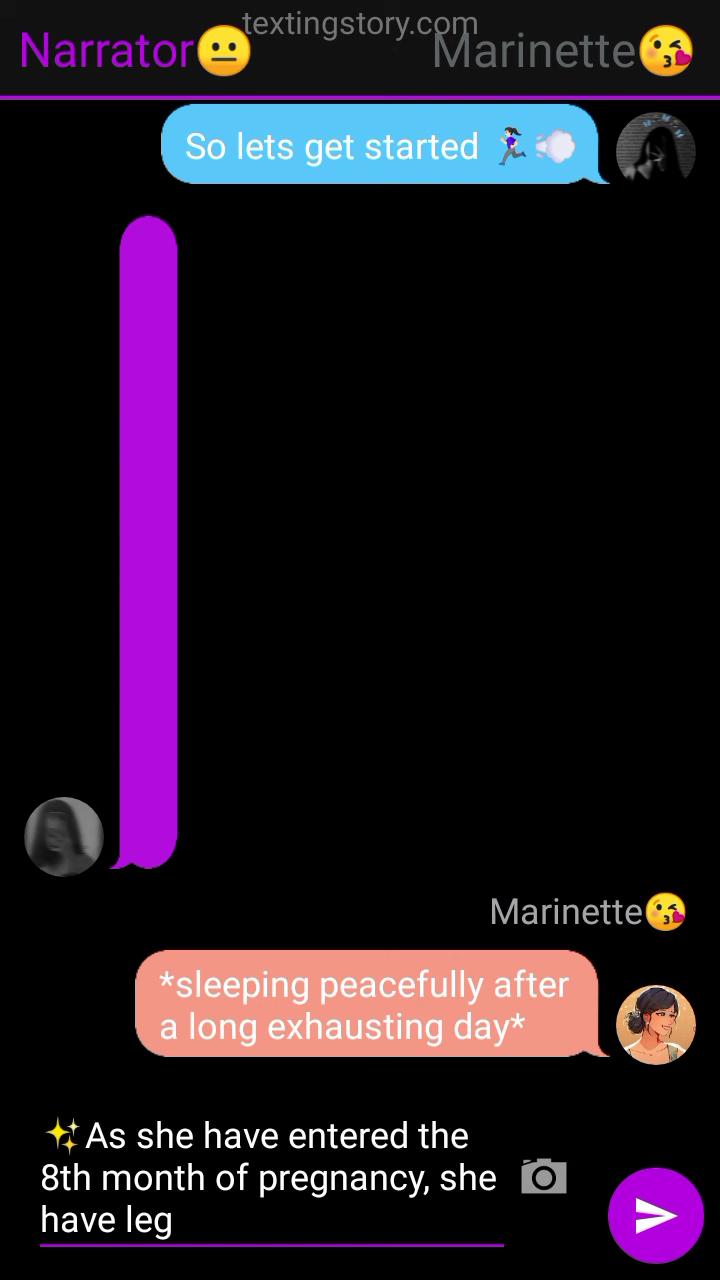 textingstory.com
Narrator😐 Marinette😘
So lets get started 🏃🏻‍♀️💨
Marinette😘
*sleeping peacefully after
a long exhausting day*
✨As she have entered the
8th month of pregnancy, she
have leg